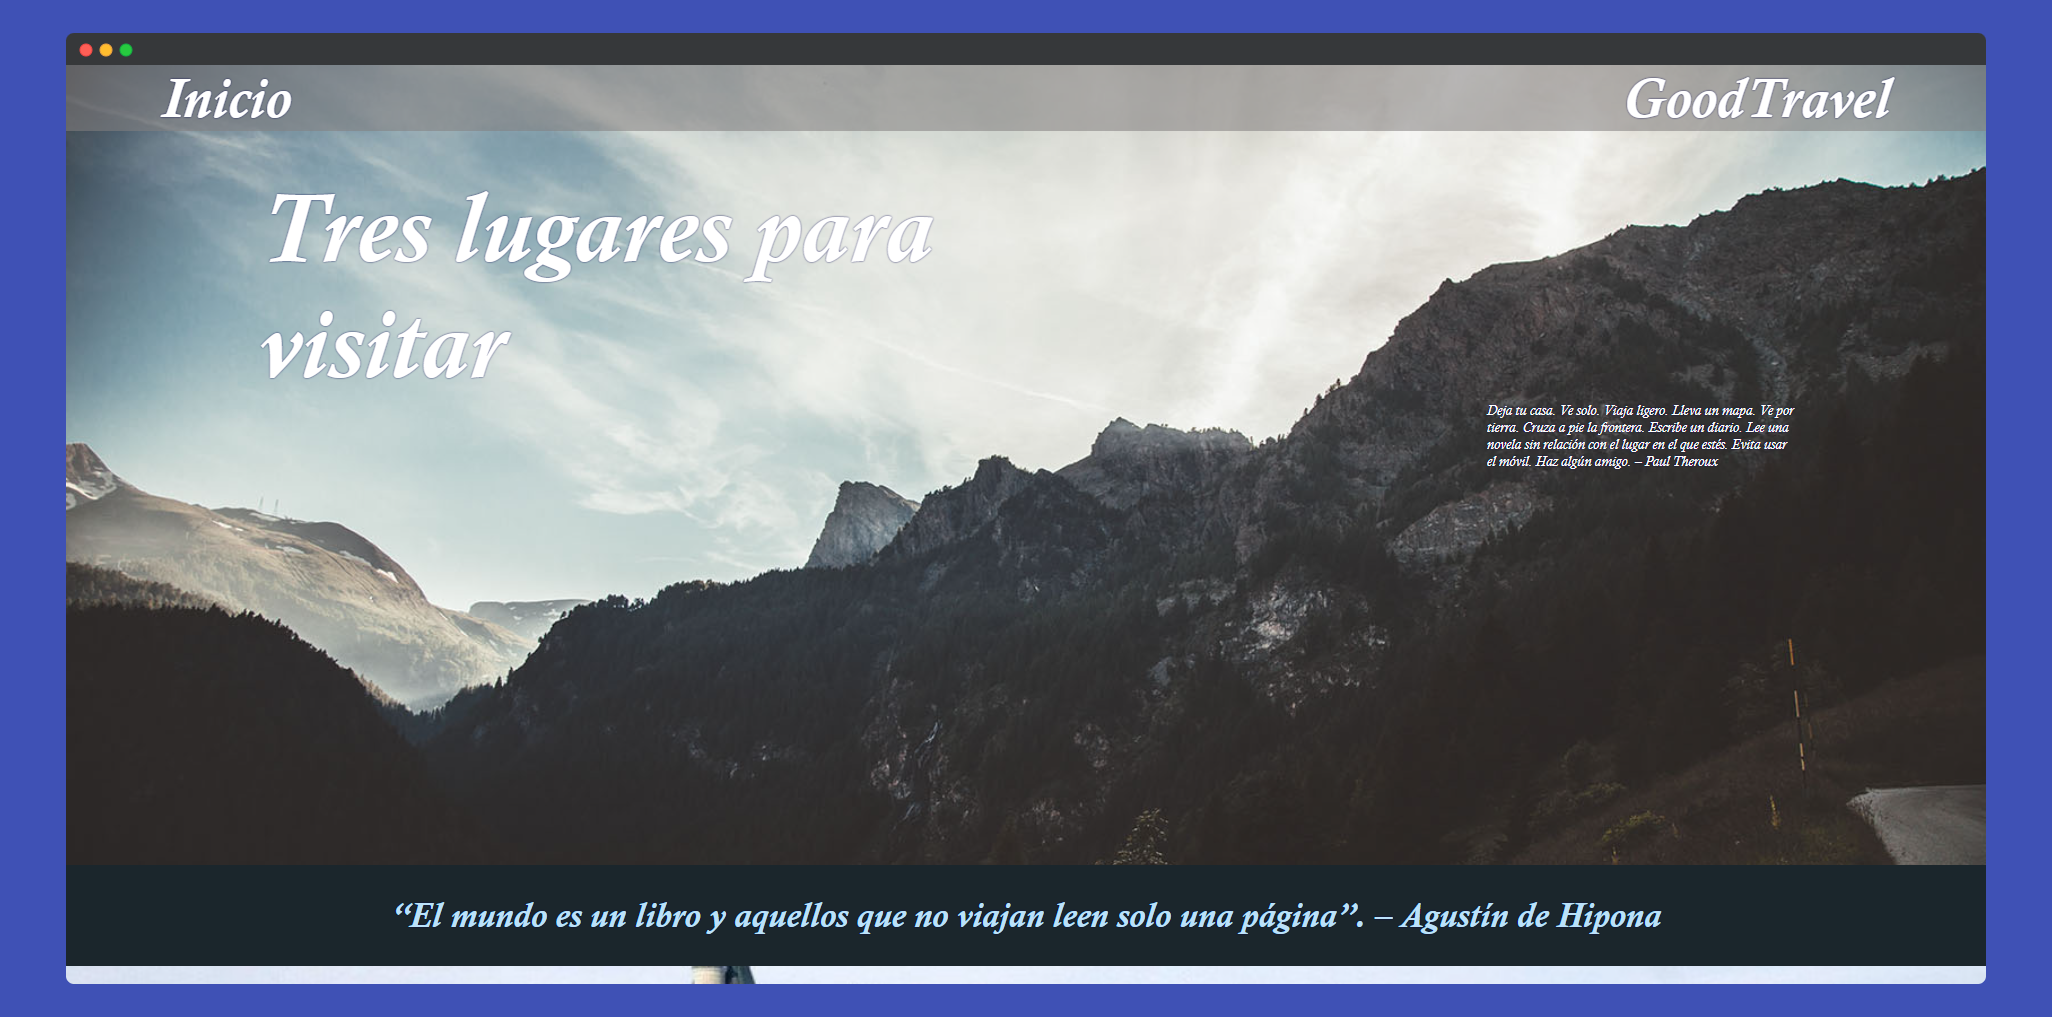 Inicio
GoodTravel
Tres lugares para
visitar
Deja tu casa. Ve solo. Viaja ligero. Lleva un mapa. Ve por
tierra. Cruza a pie la frontera. Escribe un diario. Lee una
novela sin relación con el lugar en el que estés. Evita usar
el móvil. Haz algún amigo. – Paul Theroux
“El mundo es un libro y aquellos que no viajan leen solo una página”. – Agustín de Hipona